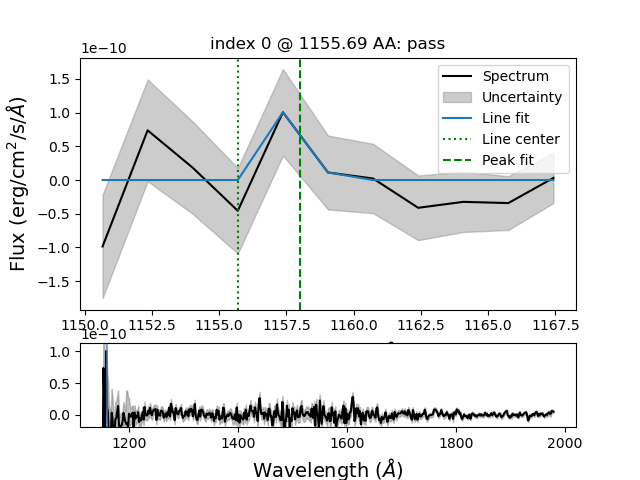 index 0 @ 1155.69 AA: pass
1e−10
Spectrum
Uncertainty
Line fit
Line center
Peak fit
1.5
1.0
0.5
0.0
−0.5
−1.0
−1.5
Flux (erg/cm²/s/Å)
1150.0 1152.5 1155.0 1157.5 1160.0 1162.5 1165.0 1167.5
1e−10
1.0
0.5
0.0
1200 1400 1600 1800 2000
Wavelength (Å)